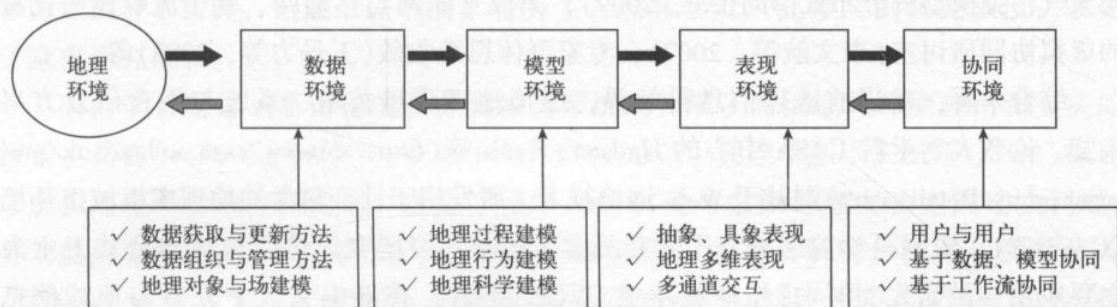 地理
环境
数据
环境
模型
环境
表现
环境
协同
环境
✓ 数据获取与更新方法
✓ 数据组织与管理方法
✓ 地理对象与场建模
✓ 地理过程建模
✓ 地理行为建模
✓ 地理科学建模
✓ 抽象、具象表现
✓ 地理多维表现
✓ 多通道交互
✓ 用户与用户
✓ 基于数据、模型协同
✓ 基于工作流协同